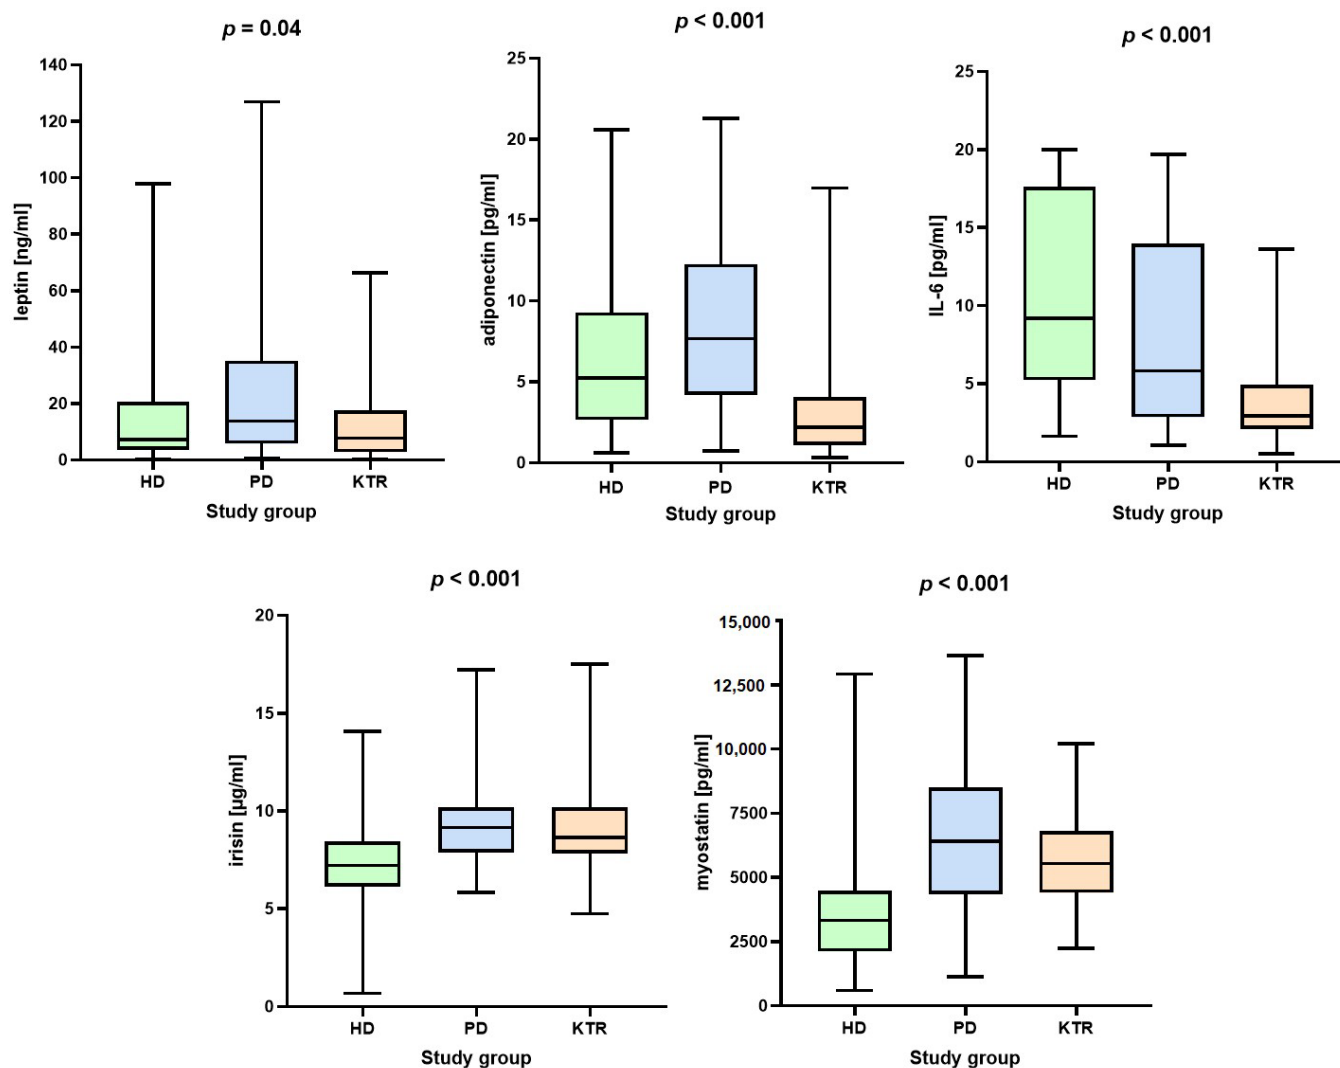 p = 0.04
leptin [ng/ml]
140
120
100
80
60
40
20
0
HD PD KTR
Study group
p < 0.001
adiponectin [pg/ml]
25
20
15
10
5
0
HD PD KTR
Study group
p < 0.001
IL-6 [pg/ml]
25
20
15
10
5
0
HD PD KTR
Study group
p < 0.001
irisin [µg/ml]
20
15
10
5
0
HD PD KTR
Study group
p < 0.001
myostatin [pg/ml]
15,000
12,500
10,000
7500
5000
2500
0
HD PD KTR
Study group